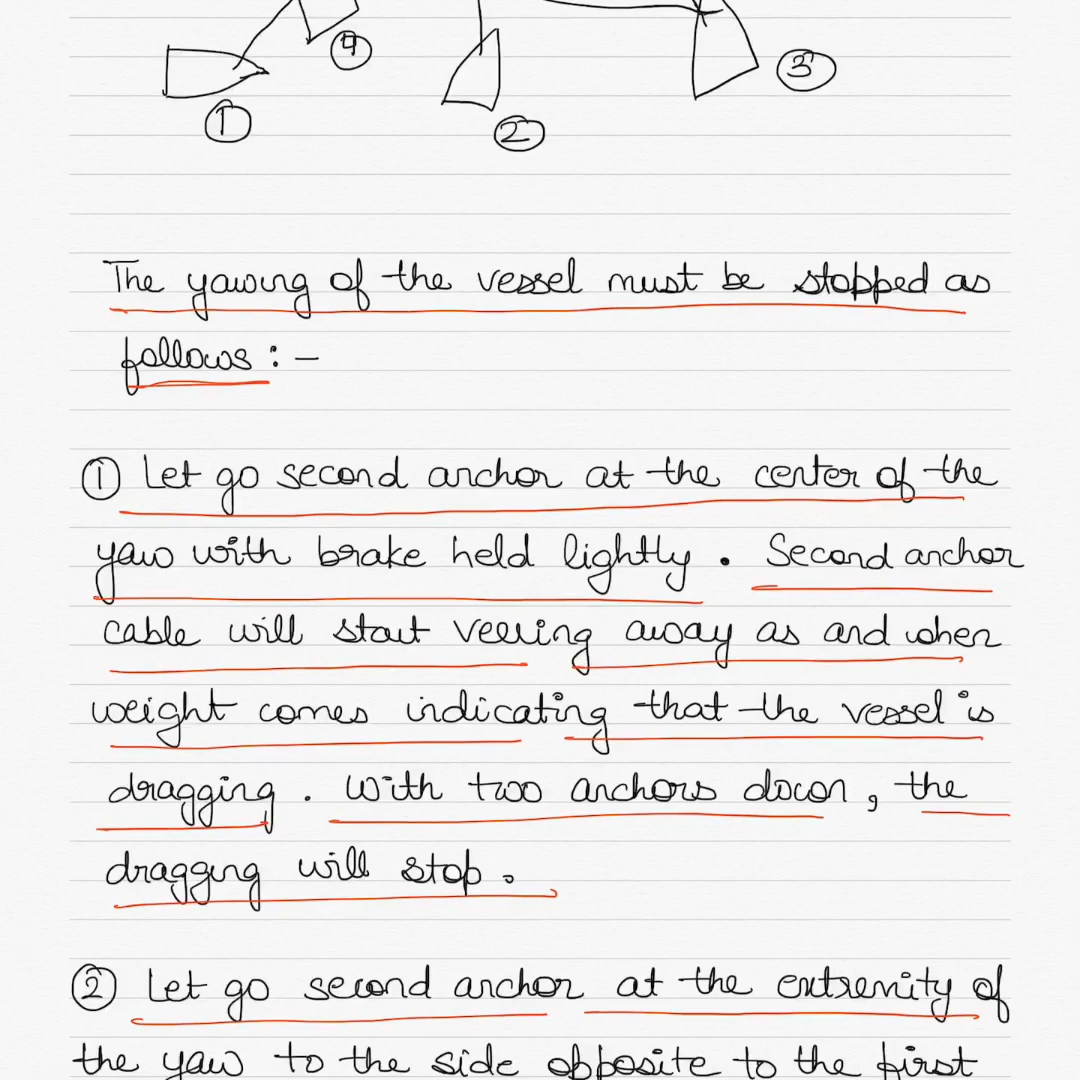 ④
③
①
②
The yawing of the vessel must be stopped as
follows : -
① Let go second anchor at the center of the
yaw with brake held lightly . Second anchor
cable will start veering away as and when
weight comes indicating that the vessel is
dragging . With two anchors down , the
dragging will stop .
② Let go second anchor at the extremity of
the yaw to the side opposite to the first